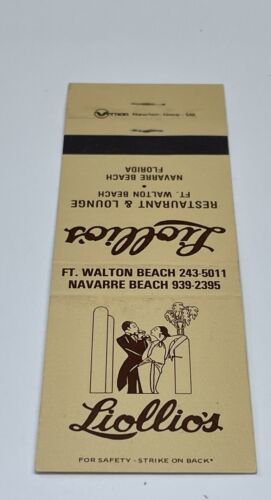 Vernon
NAVARRE BEACH
FLORIDA
FT. WALTON BEACH
•
RESTAURANT & LOUNGE
Liollio's
FT. WALTON BEACH 243-5011
NAVARRE BEACH 939-2395
Liollio's
FOR SAFETY - STRIKE ON BACK